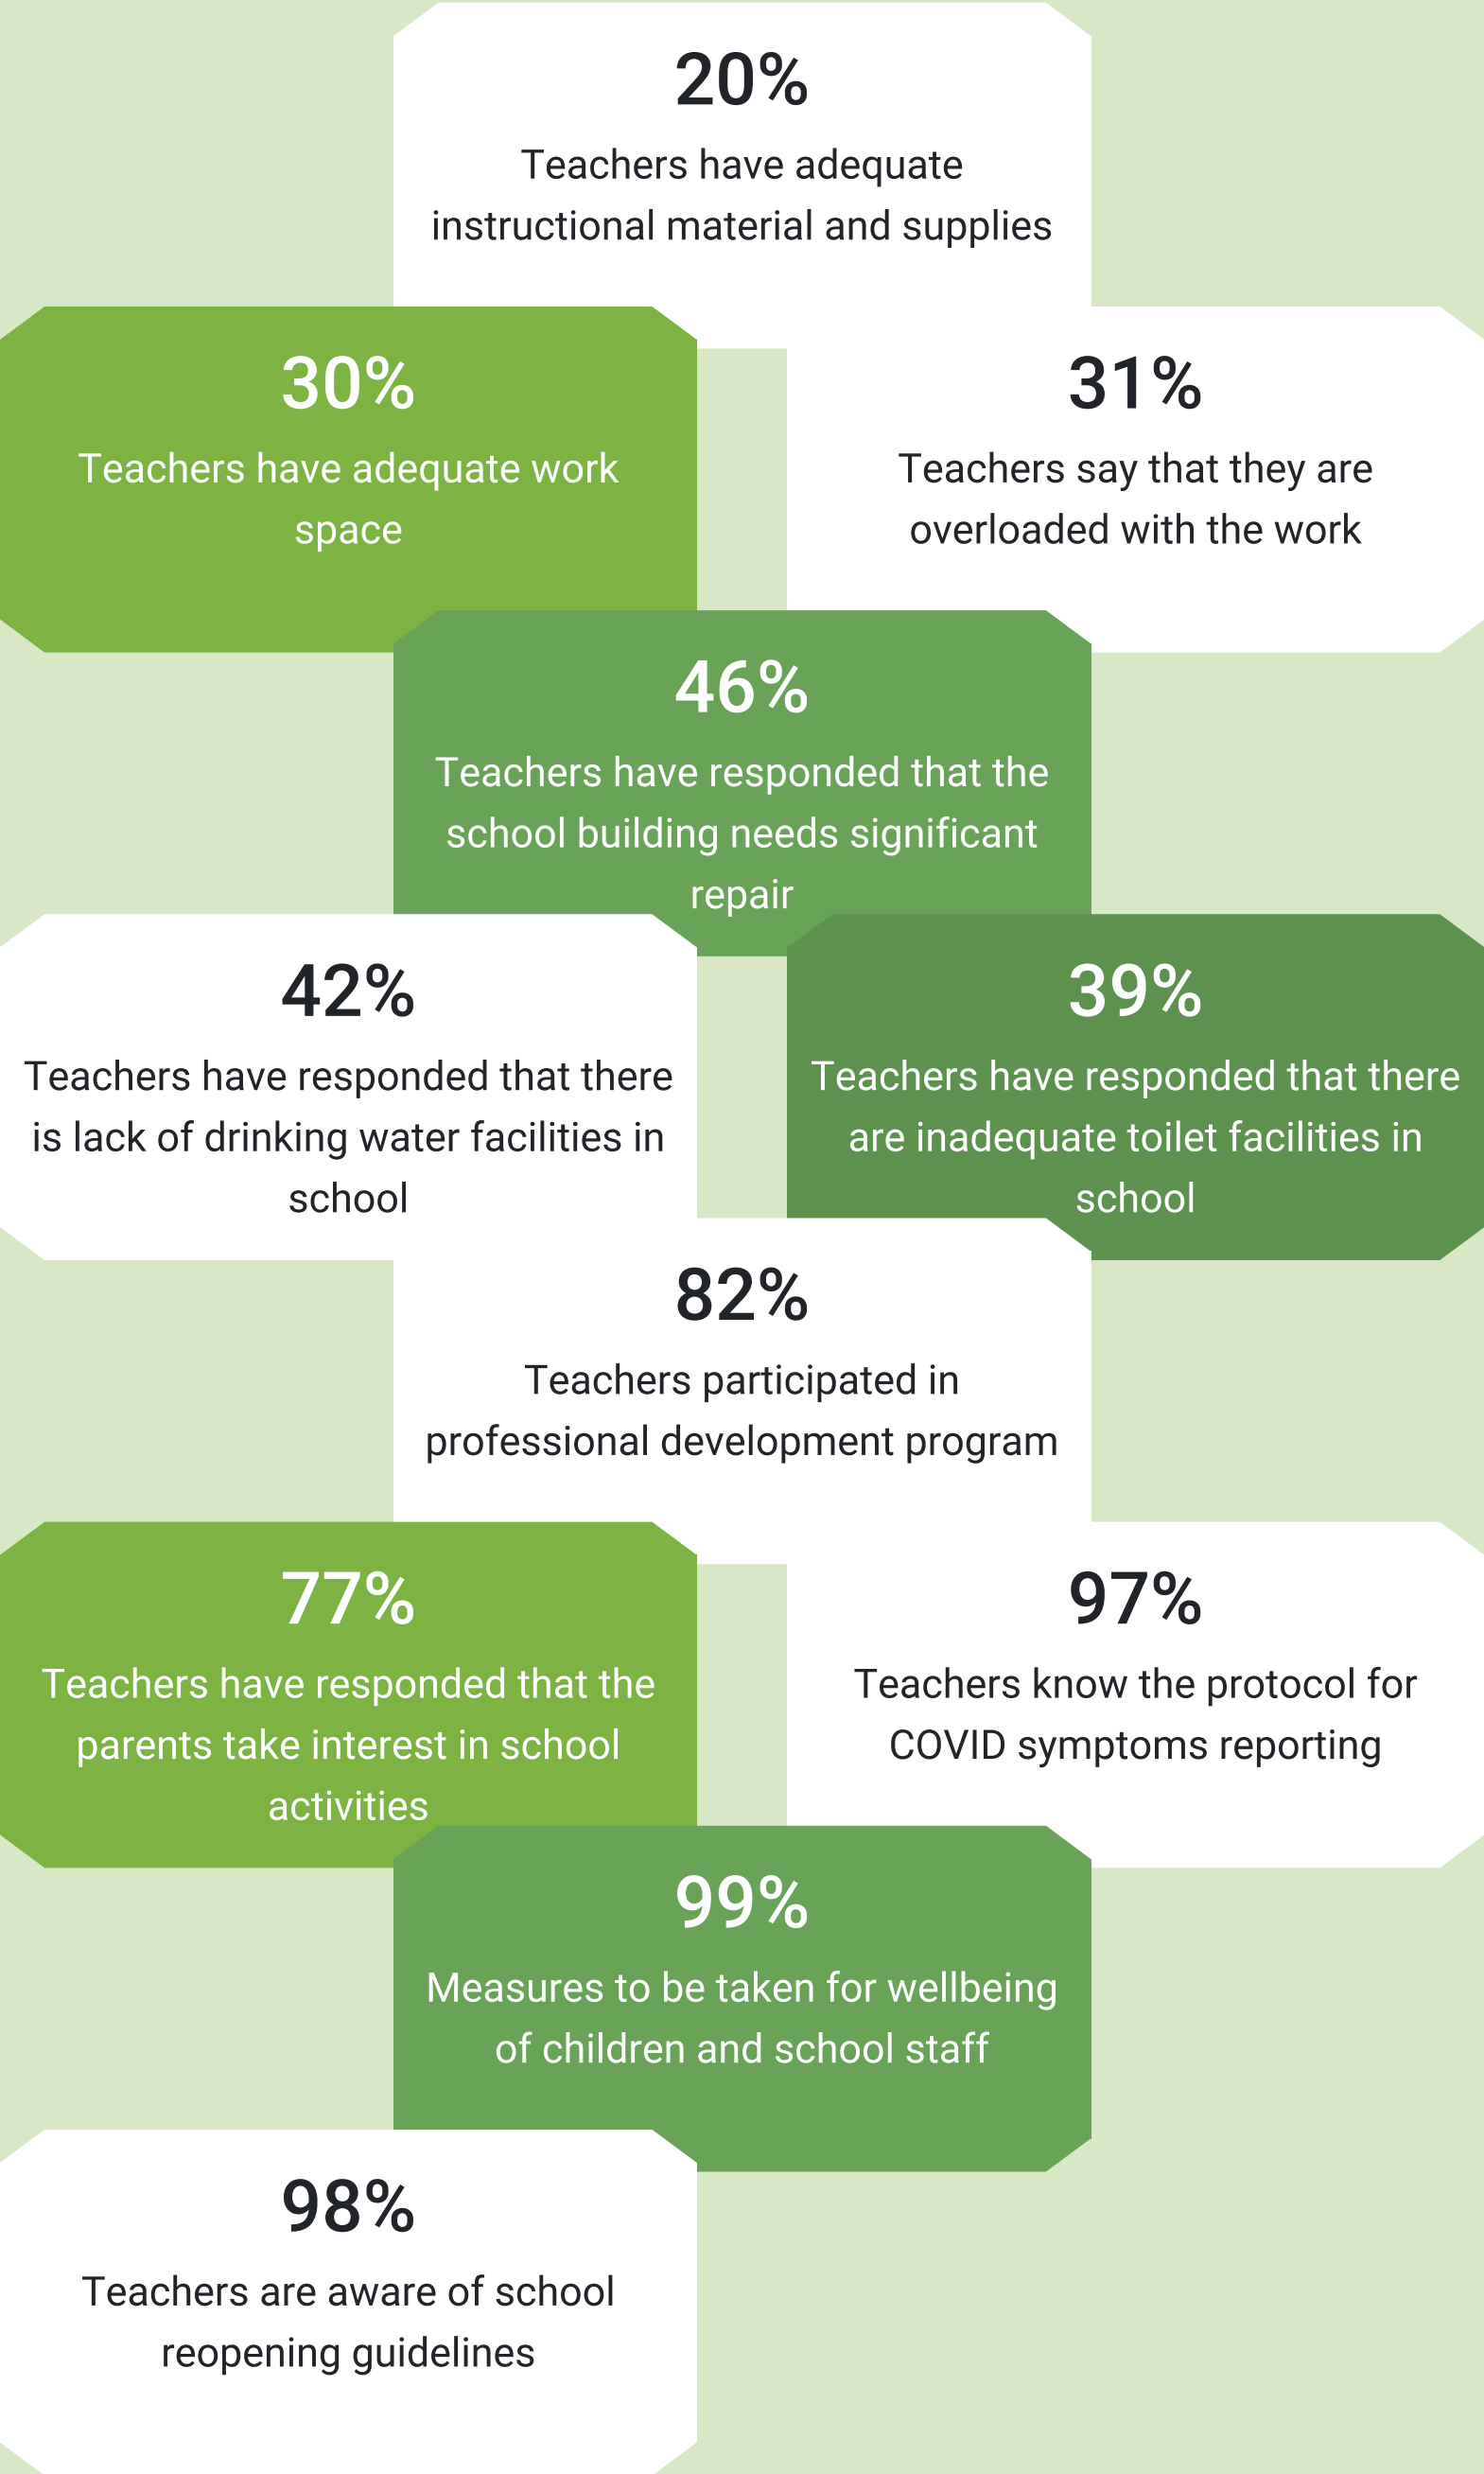 20%
Teachers have adequate
instructional material and supplies
30%
Teachers have adequate work
space
31%
Teachers say that they are
overloaded with the work
46%
Teachers have responded that the
school building needs significant
repair
42%
Teachers have responded that there
is lack of drinking water facilities in
school
39%
Teachers have responded that there
are inadequate toilet facilities in
school
82%
Teachers participated in
professional development program
77%
Teachers have responded that the
parents take interest in school
activities
97%
Teachers know the protocol for
COVID symptoms reporting
99%
Measures to be taken for wellbeing
of children and school staff
98%
Teachers are aware of school
reopening guidelines